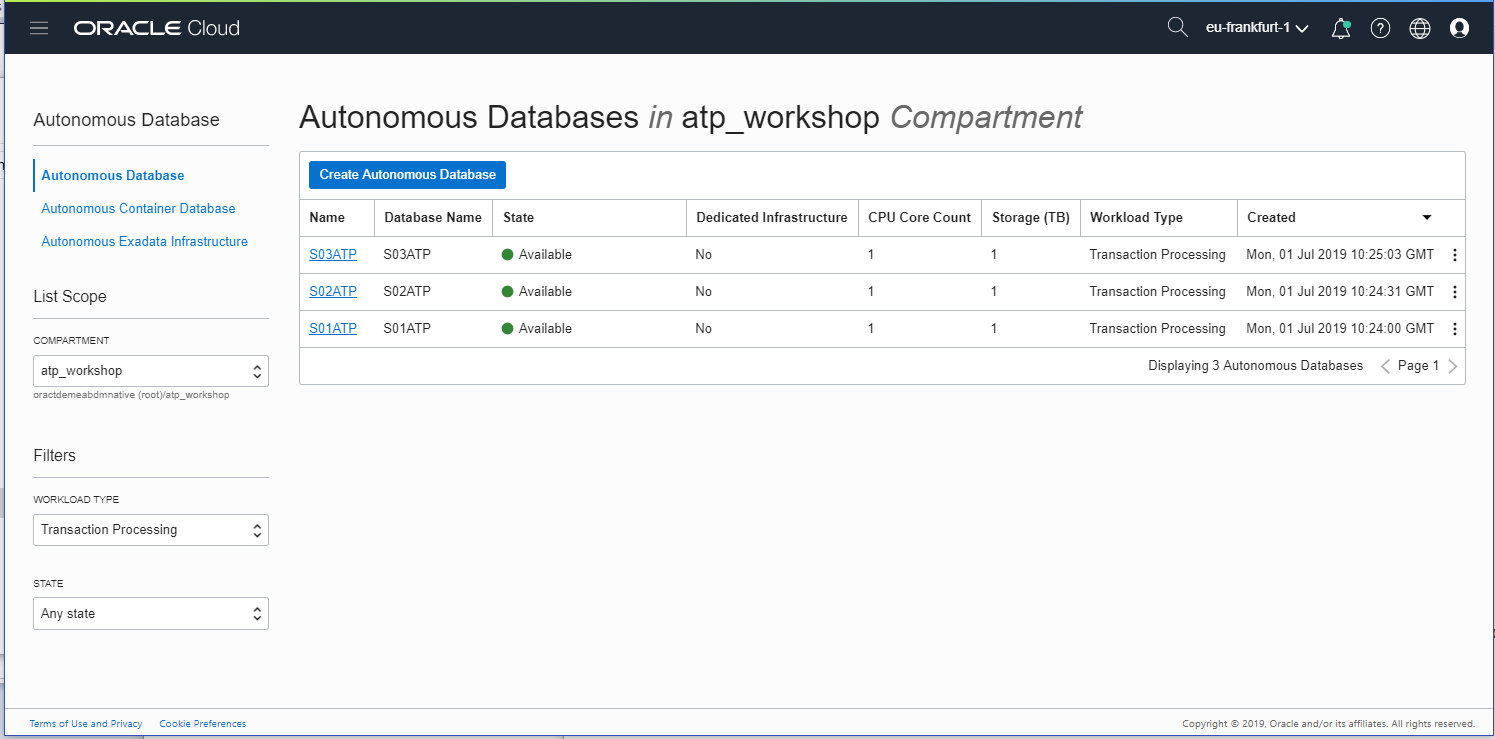 ORACLE Cloud
eu-frankfurt-1
Autonomous Database
Autonomous Database
Autonomous Container Database
Autonomous Exadata Infrastructure
List Scope
COMPARTMENT
atp_workshop
oractdemeabdmnative (root)/atp_workshop
Filters
WORKLOAD TYPE
Transaction Processing
STATE
Any state
Autonomous Databases in atp_workshop Compartment
Create Autonomous Database
Name Database Name State Dedicated Infrastructure CPU Core Count Storage (TB) Workload Type Created
S03ATP S03ATP Available No 1 1 Transaction Processing Mon, 01 Jul 2019 10:25:03 GMT
S02ATP S02ATP Available No 1 1 Transaction Processing Mon, 01 Jul 2019 10:24:31 GMT
S01ATP S01ATP Available No 1 1 Transaction Processing Mon, 01 Jul 2019 10:24:00 GMT
Displaying 3 Autonomous Databases Page 1
Terms of Use and Privacy Cookie Preferences
Copyright © 2019, Oracle and/or its affiliates. All rights reserved.